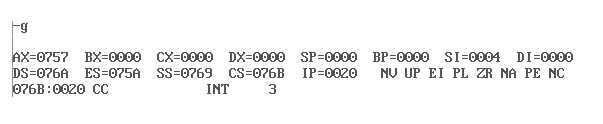 -g
AX=0757 BX=0000 CX=0000 DX=0000 SP=0000 BP=0000 SI=0004 DI=0000
DS=076A ES=075A SS=0769 CS=076B IP=0020 NV UP EI PL ZR NA PE NC
076B:0020 CC INT 3